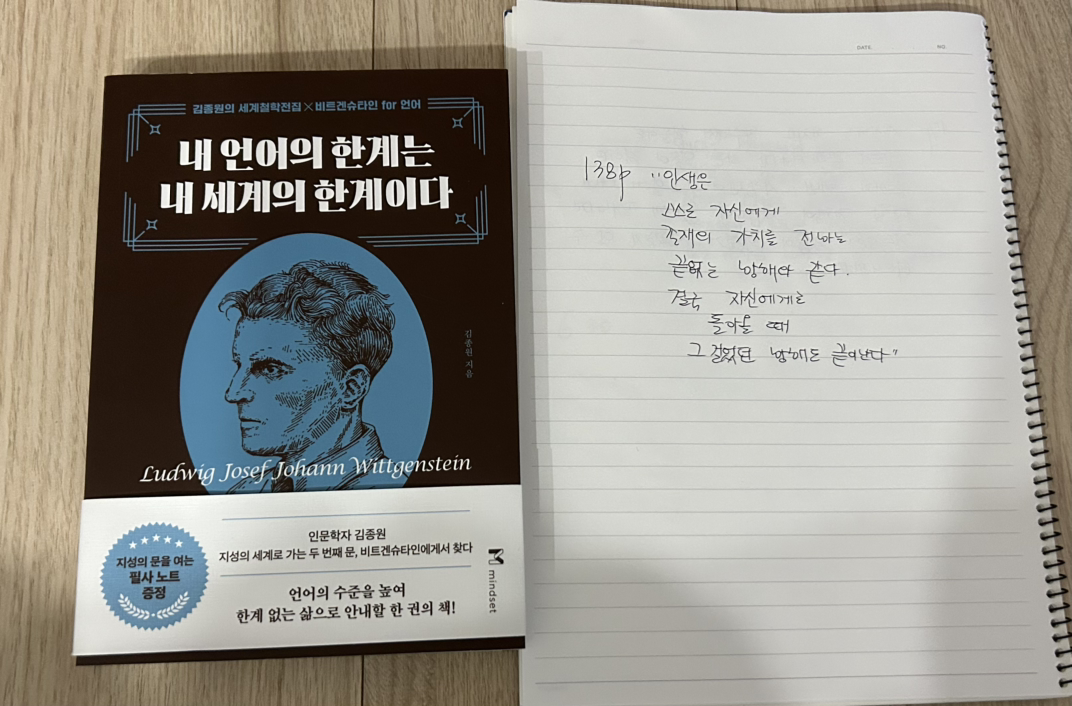 김종원의 세계철학전집×비트겐슈타인 for 언어
내 언어의 한계는
내 세계의 한계이다
김종원 지음
Ludwig Josef Johann Wittgenstein
지성의 문을 여는
필사 노트
증정
인문학자 김종원
지성의 세계로 가는 두 번째 문, 비트겐슈타인에게서 찾다
언어의 수준을 높여
한계 없는 삶으로 안내할 한 권의 책!
mindset
DATE NO
138p "인생은
스스로 자신에게
존재의 가치를 전하는
끝없는 항해와 같다.
결국 자신에게로
돌아올 때
그 길었던 항해도 끝이난다"